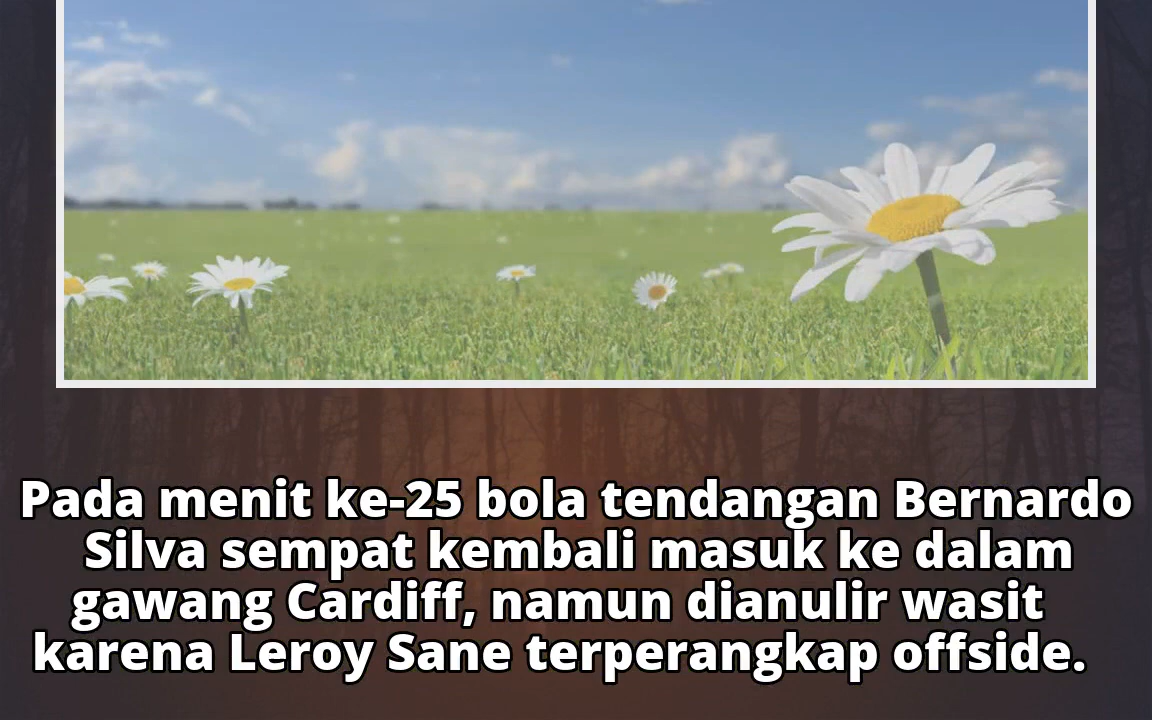 Pada menit ke-25 bola tendangan Bernardo
Silva sempat kembali masuk ke dalam
gawang Cardiff, namun dianulir wasit
karena Leroy Sane terperangkap offside.